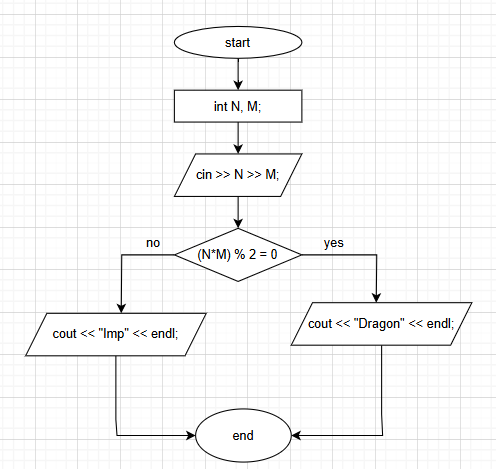 start
int N, M;
cin >> N >> M;
(N*M) % 2 = 0
no
yes
cout << "Imp" << endl;
cout << "Dragon" << endl;
end